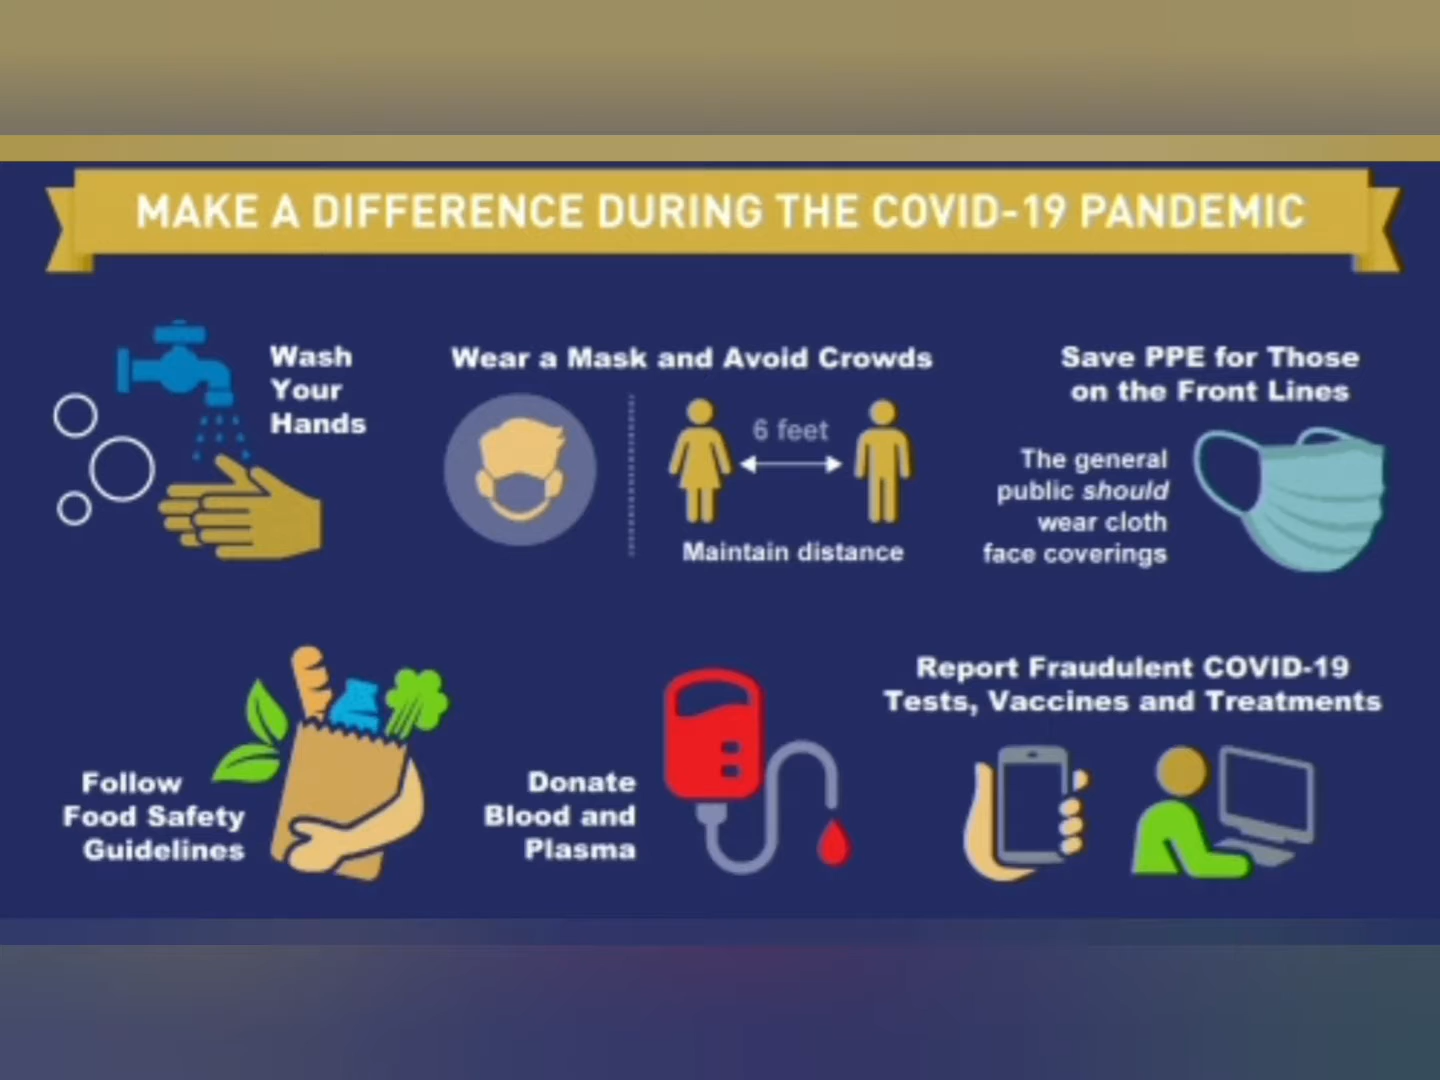 MAKE A DIFFERENCE DURING THE COVID-19 PANDEMIC
Wash
Your
Hands
Wear a Mask and Avoid Crowds
6 feet
Maintain distance
Save PPE for Those
on the Front Lines
The general
public should
wear cloth
face coverings
Follow
Food Safety
Guidelines
Donate
Blood and
Plasma
Report Fraudulent COVID-19
Tests, Vaccines and Treatments